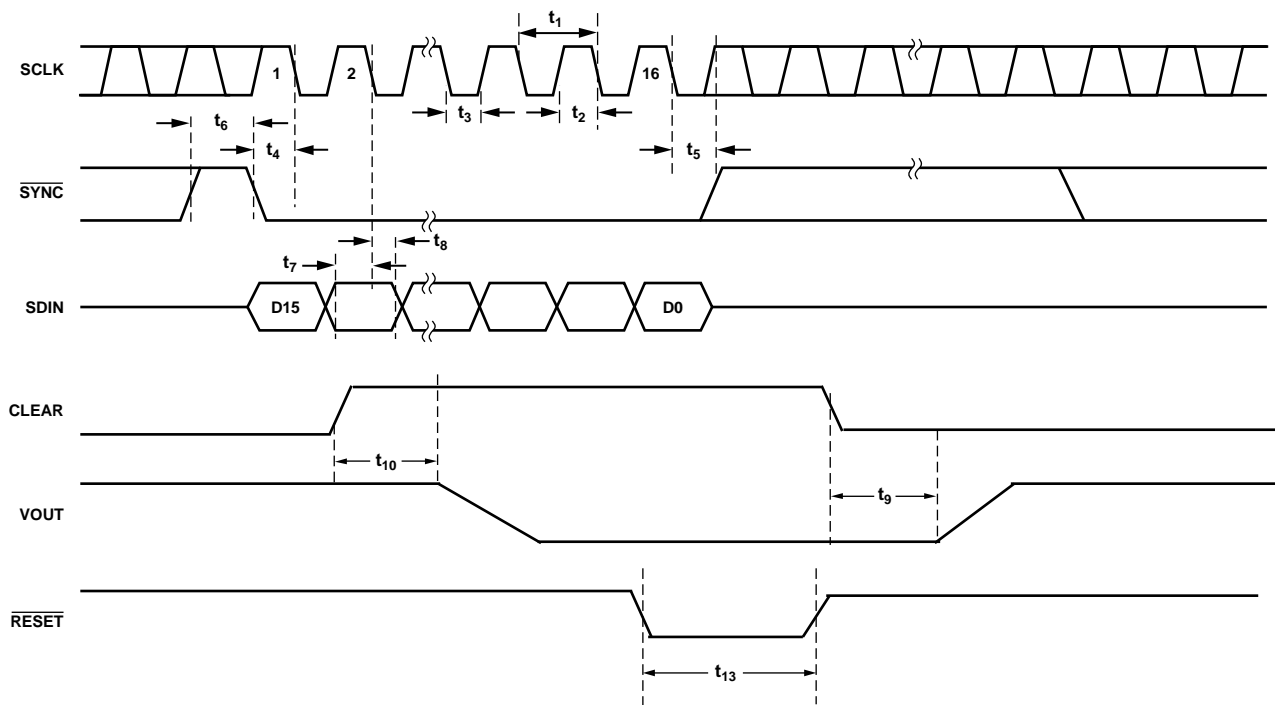 t1
SCLK
1
2
16
t3
t2
t6
t4
t5
SYNC
t8
t7
SDIN
D15
D0
CLEAR
t10
t9
VOUT
RESET
t13